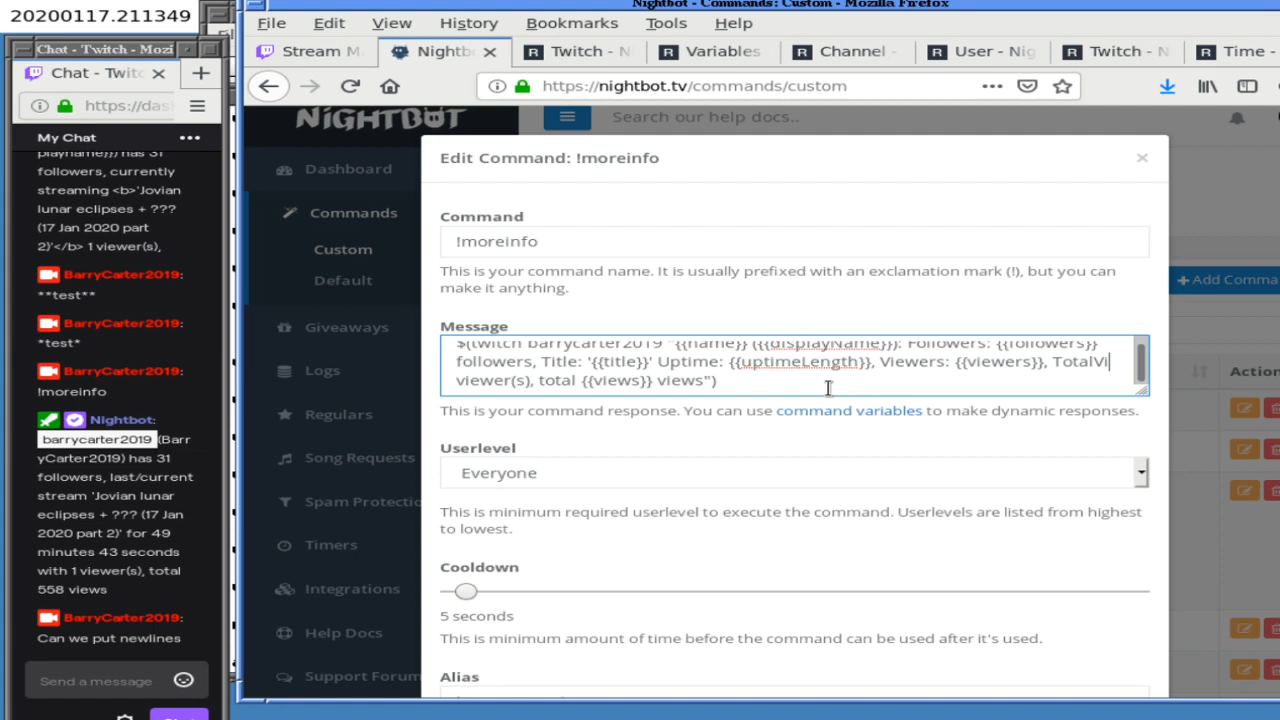 20200117.211349
Chat - Twitch - Mozi
Chat - Twitc
https://das
My Chat
playname}}) has 31
followers, currently
streaming <b>'Jovian
lunar eclipses + ???
(17 Jan 2020 part
2)'</b> 1 viewer(s),
BarryCarter2019:
**test**
BarryCarter2019:
*test*
BarryCarter2019:
!moreinfo
Nightbot:
barrycarter2019 (Barr
yCarter2019) has 31
followers, last/current
stream 'Jovian lunar
eclipses + ??? (17 Jan
2020 part 2)' for 49
minutes 43 seconds
with 1 viewer(s), total
558 views
BarryCarter2019:
Can we put newlines
Send a message
Nightbot - Commands: Custom - Mozilla Firefox
File Edit View History Bookmarks Tools Help
Stream M
Nightb
Twitch - N
Variables
Channel -
User - Nig
Twitch - N
Time -
https://nightbot.tv/commands/custom
NIGHTBOT
Search our help docs..
Dashboard
Commands
Custom
Default
Giveaways
Logs
Regulars
Song Requests
Spam Protectio
Timers
Integrations
Help Docs
Support Forum
Edit Command: !moreinfo
Command
!moreinfo
This is your command name. It is usually prefixed with an exclamation mark (!), but you can
make it anything.
Message
$(twitch barrycarter2019 "{{name}} ({{displayName}}): Followers: {{followers}}
followers, Title: '{{title}}' Uptime: {{uptimeLength}}, Viewers: {{viewers}}, TotalVi
viewer(s), total {{views}} views")
This is your command response. You can use command variables to make dynamic responses.
Userlevel
Everyone
This is minimum required userlevel to execute the command. Userlevels are listed from highest
to lowest.
Cooldown
5 seconds
This is minimum amount of time before the command can be used after it's used.
Alias
+ Add Comma
Action